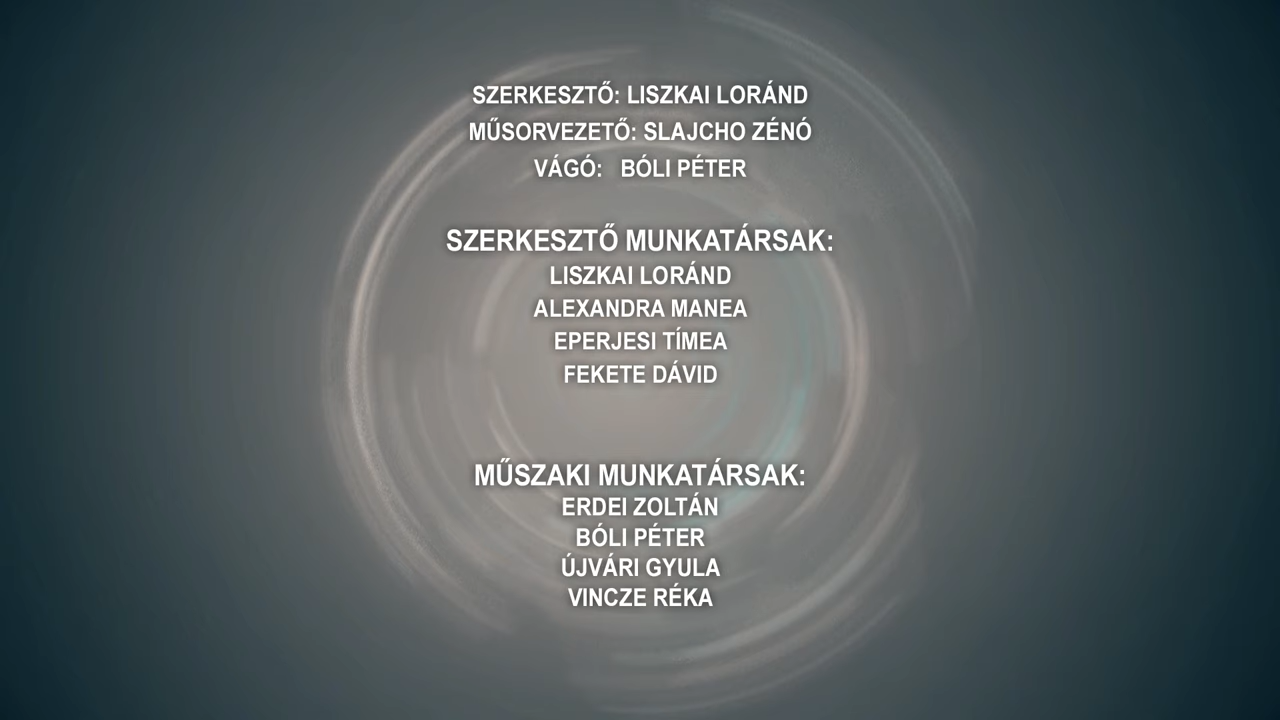 SZERKESZTŐ: LISZKAI LORÁND
MŰSORVEZETŐ: SLAJCHO ZÉNÓ
VÁGÓ: BÓLI PÉTER
SZERKESZTŐ MUNKATÁRSAK:
LISZKAI LORÁND
ALEXANDRA MANEA
EPERJESI TÍMEA
FEKETE DÁVID
MŰSZAKI MUNKATÁRSAK:
ERDEI ZOLTÁN
BÓLI PÉTER
ÚJVÁRI GYULA
VINCZE RÉKA